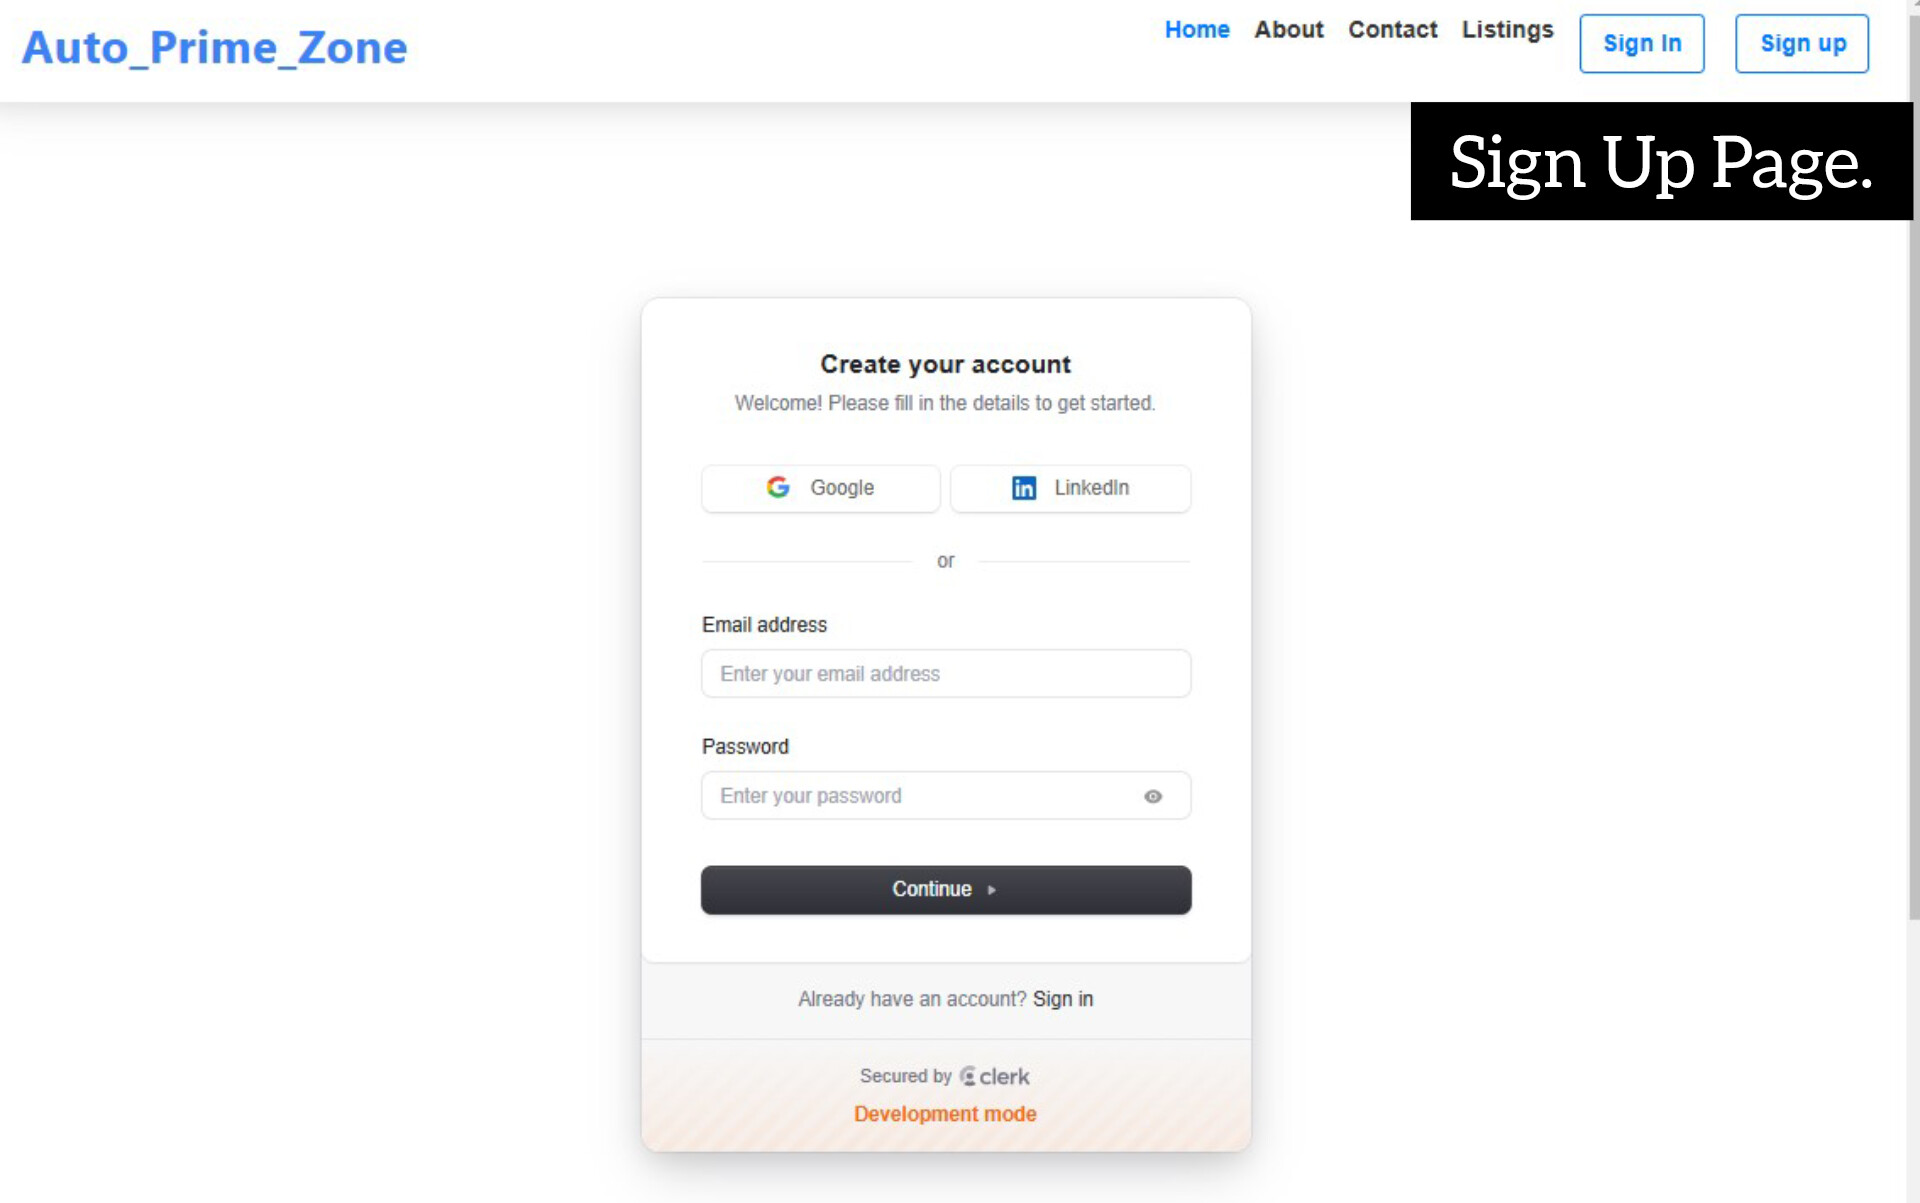 Auto_Prime_Zone
Home About Contact Listings Sign In Sign up
Sign Up Page.
Create your account
Welcome! Please fill in the details to get started.
Google LinkedIn
or
Email address
Enter your email address
Password
Enter your password
Continue
Already have an account? Sign in
Secured by clerk
Development mode